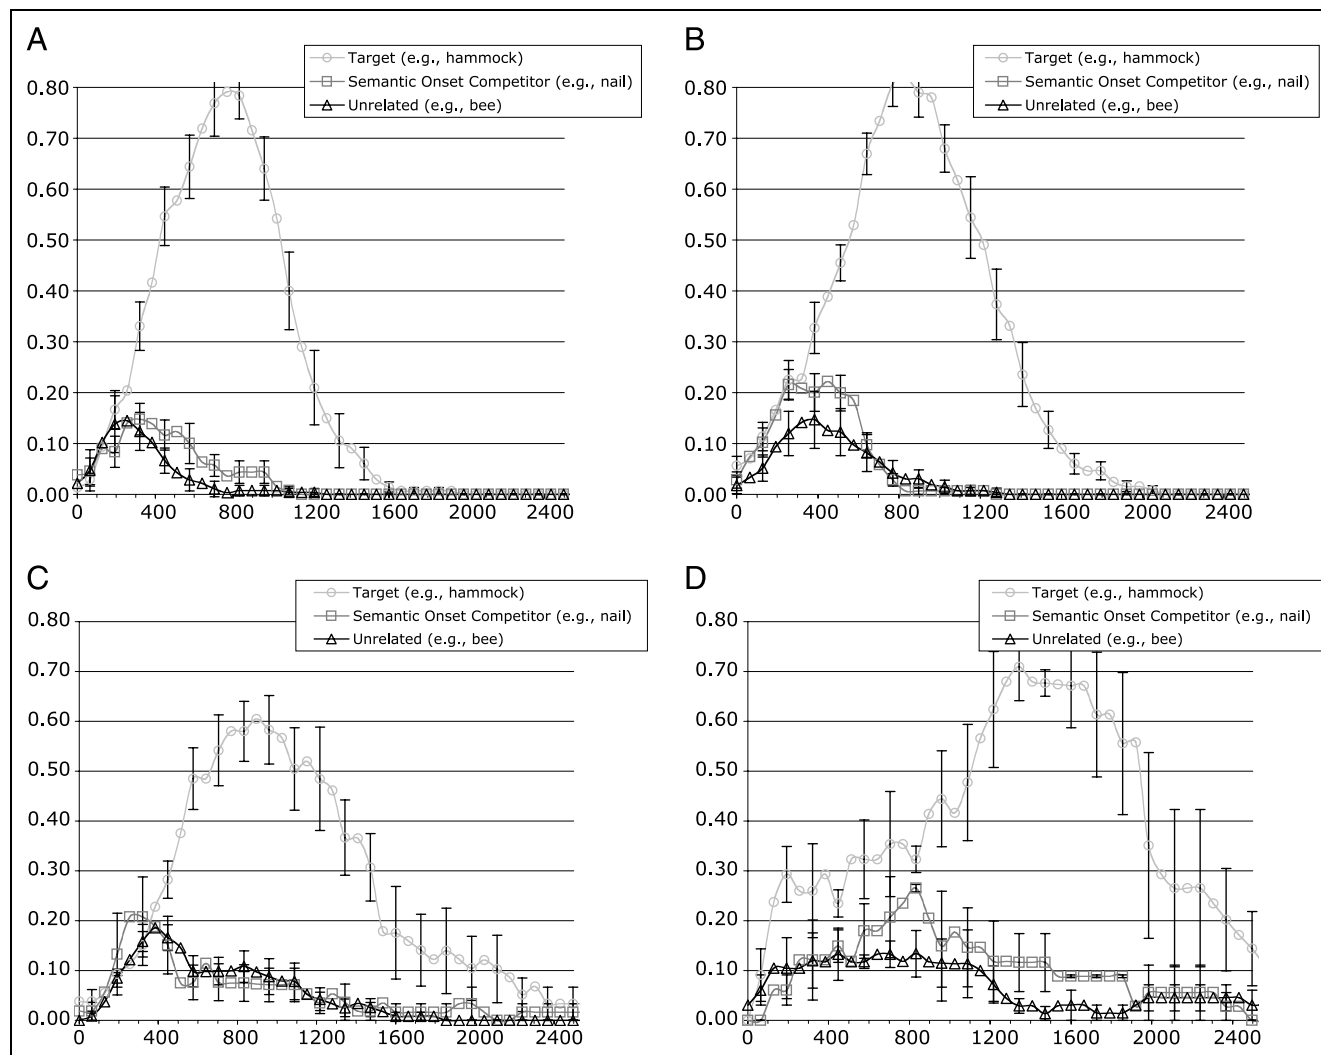 A
Target (e.g., hammock)
Semantic Onset Competitor (e.g., nail)
Unrelated (e.g., bee)
0.80
0.70
0.60
0.50
0.40
0.30
0.20
0.10
0.00
0 400 800 1200 1600 2000 2400
B
Target (e.g., hammock)
Semantic Onset Competitor (e.g., nail)
Unrelated (e.g., bee)
0.80
0.70
0.60
0.50
0.40
0.30
0.20
0.10
0.00
0 400 800 1200 1600 2000 2400
C
Target (e.g., hammock)
Semantic Onset Competitor (e.g., nail)
Unrelated (e.g., bee)
0.80
0.70
0.60
0.50
0.40
0.30
0.20
0.10
0.00
0 400 800 1200 1600 2000 2400
D
Target (e.g., hammock)
Semantic Onset Competitor (e.g., nail)
Unrelated (e.g., bee)
0.80
0.70
0.60
0.50
0.40
0.30
0.20
0.10
0.00
0 400 800 1200 1600 2000 2400